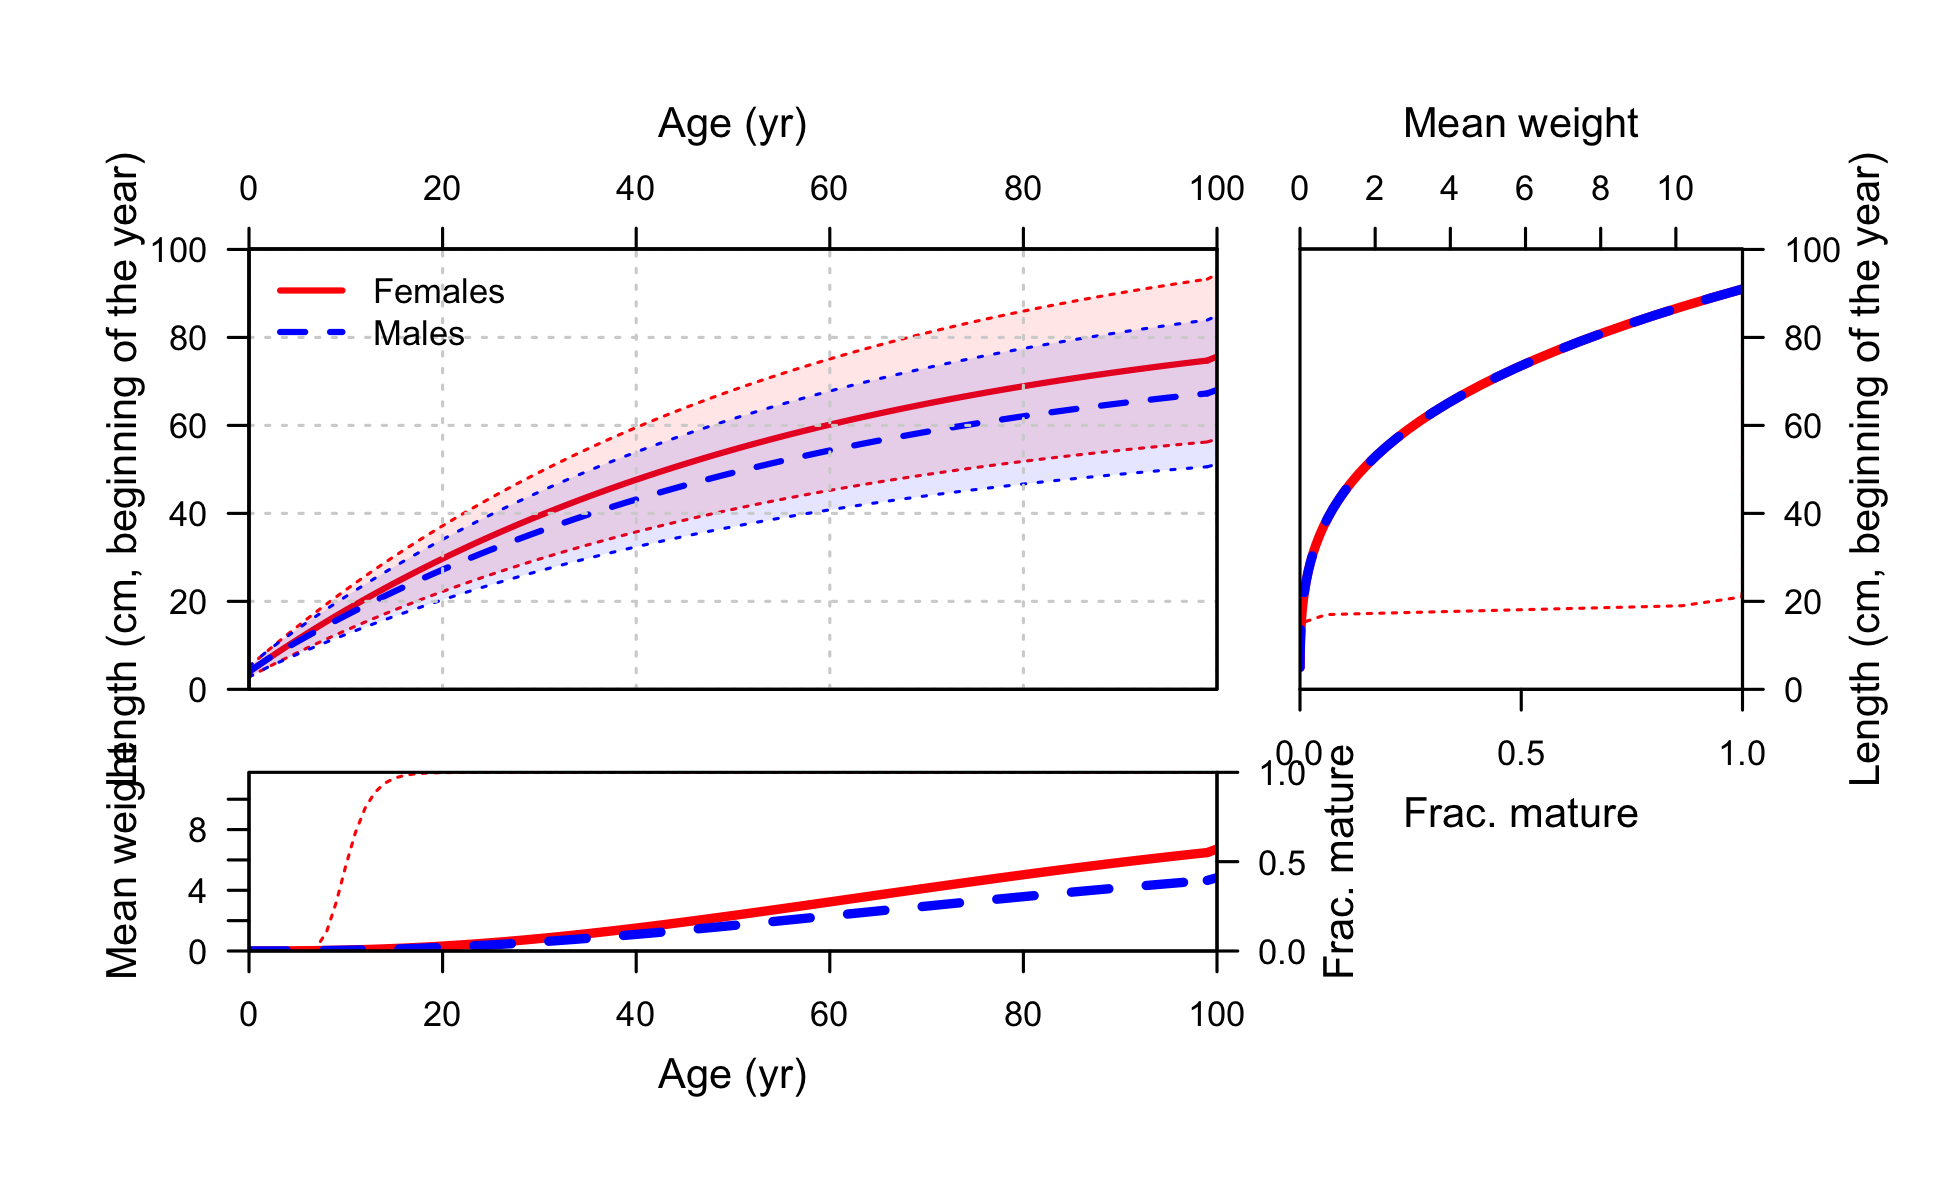 Age (yr)
Mean weight
0 20 40 60 80 100
0 2 4 6 8 10
Length (cm, beginning of the year)
100
80
60
40
20
0
Females
Males
100
80
60
40
20
0
Length (cm, beginning of the year)
0.0 0.5 1.0
Frac. mature
Mean weight
8
4
0
1.0
0.5
0.0
Frac. mature
0 20 40 60 80 100
Age (yr)